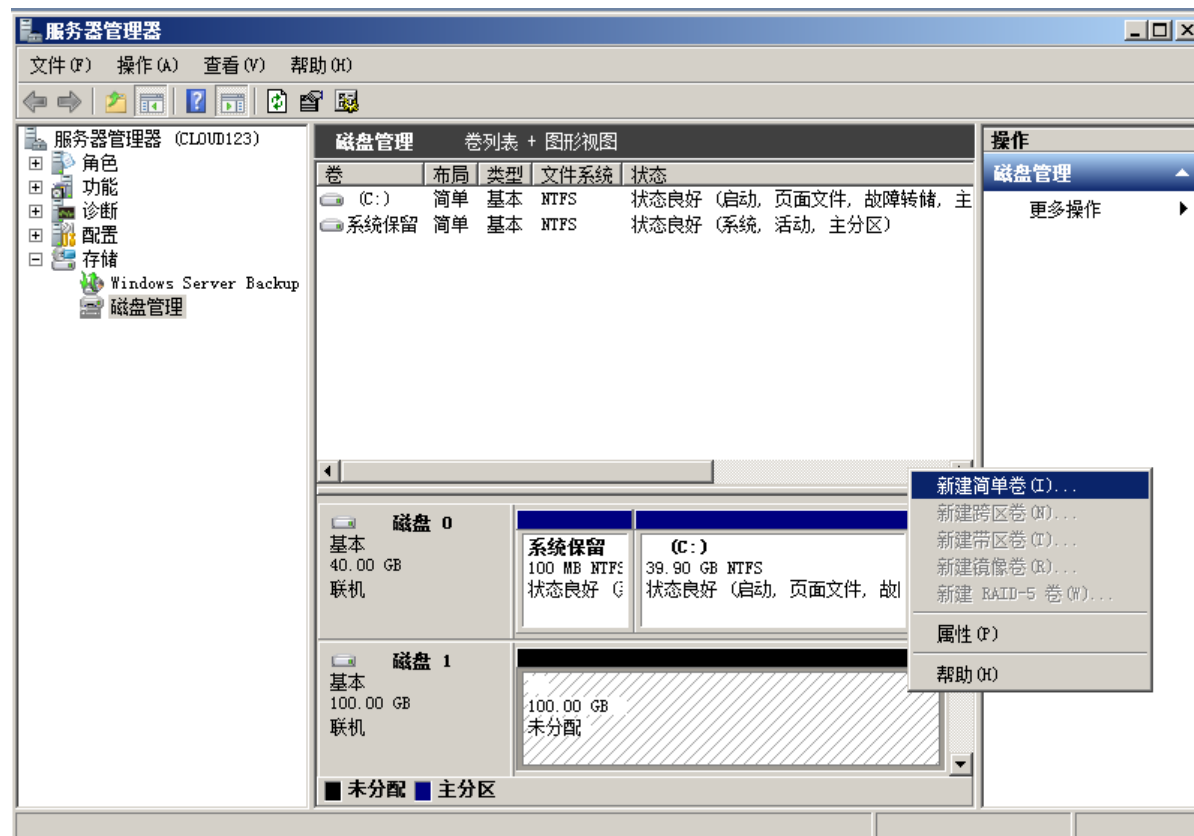 服务器管理器
文件(F) 操作(A) 查看(V) 帮助(H)
服务器管理器 (CLOUD123)
角色
功能
诊断
配置
存储
Windows Server Backup
磁盘管理
磁盘管理 卷列表 + 图形视图
卷 布局 类型 文件系统 状态
(C:) 简单 基本 NTFS 状态良好 (启动, 页面文件, 故障转储, 主
系统保留 简单 基本 NTFS 状态良好 (系统, 活动, 主分区)
磁盘 0
基本
40.00 GB
联机
系统保留
100 MB NTFS
状态良好 (
(C:)
39.90 GB NTFS
状态良好 (启动, 页面文件, 故
磁盘 1
基本
100.00 GB
联机
100.00 GB
未分配
未分配 主分区
操作
磁盘管理
更多操作
新建简单卷(I)...
新建跨区卷(N)...
新建带区卷(T)...
新建镜像卷(R)...
新建 RAID-5 卷(W)...
属性(P)
帮助(H)